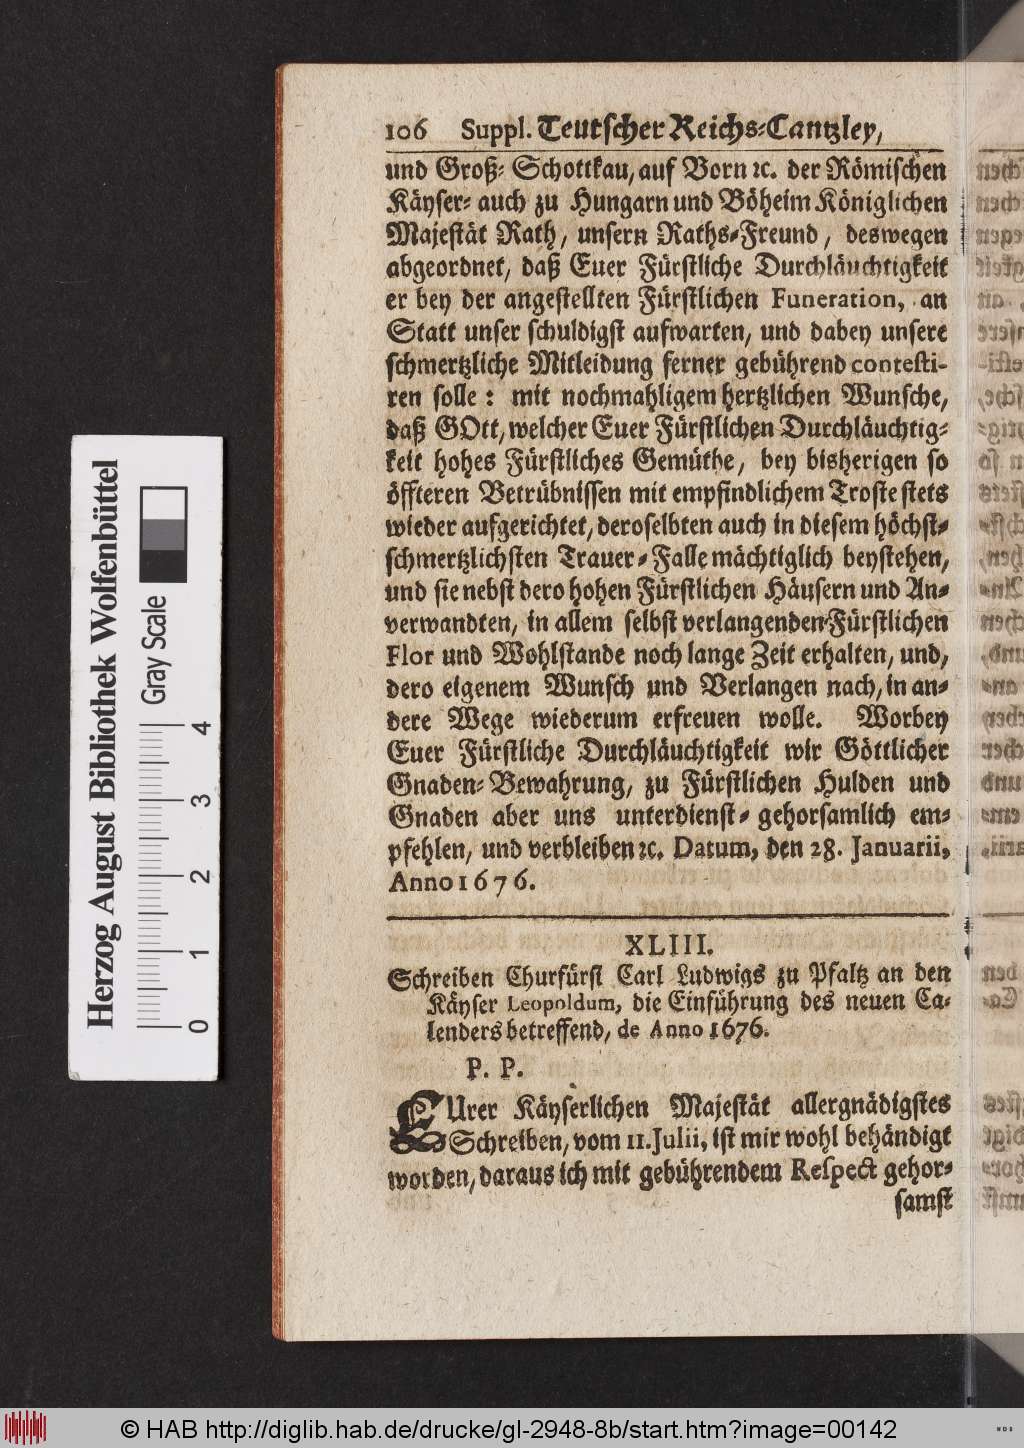 106 Suppl. Teutscher Reichs-Cantzley,
und Groß-Schottkau, auf Born ꝛc. der Römischen
Käyser- auch zu Hungarn und Böheim Königlichen
Majestät Rath, unsern Raths-Freund, deswegen
abgeordnet, daß Euer Fürstliche Durchläuchtigkeit
er bey der angestellten Fürstlichen Funeration, an
Statt unser schuldigst aufwarten, und dabey unsere
schmertzliche Mitleidung ferner gebührend contesti-
ren solle: mit nochmahligem hertzlichen Wunsche,
daß GOtt, welcher Euer Fürstlichen Durchläuchtig-
keit hohes Fürstliches Gemüthe, bey bisherigen so
öffteren Betrübnissen mit empfindlichem Troste stets
wieder aufgerichtet, deroselbten auch in diesem höchst-
schmertzlichsten Trauer-Falle mächtiglich beystehen,
und sie nebst dero hohen Fürstlichen Häusern und An-
verwandten, in allem selbst verlangenden Fürstlichen
Flor und Wohlstande noch lange Zeit erhalten, und,
dero eigenem Wunsch und Verlangen nach, in an-
dere Wege wiederum erfreuen wolle. Worbey
Euer Fürstliche Durchläuchtigkeit wir Göttlicher
Gnaden-Bewahrung, zu Fürstlichen Hulden und
Gnaden aber uns unterdienst-gehorsamlich em-
pfehlen, und verbleiben ꝛc. Datum, den 28. Januarii,
Anno 1676.
XLIII.
Schreiben Churfürst Carl Ludwigs zu Pfaltz an den
Käyser Leopoldum, die Einführung des neuen Ca-
lenders betreffend, de Anno 1676.
P. P.
EUrer Käyserlichen Majestät allergnädigstes
Schreiben, vom 11. Julii, ist mir wohl behändigt
worden, daraus ich mit gebührendem Respect gehor-
samst
Herzog August Bibliothek Wolfenbüttel
Gray Scale
0 1 2 3 4
© HAB http://diglib.hab.de/drucke/gl-2948-8b/start.htm?image=00142